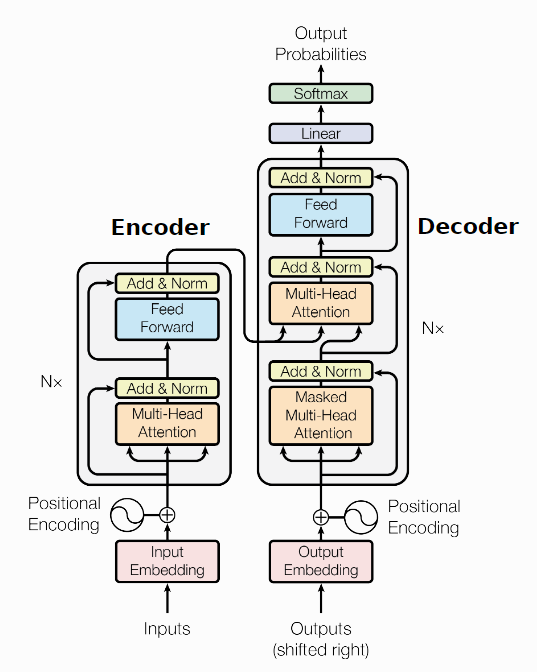 Output
Probabilities
Softmax
Linear
Add & Norm
Feed
Forward
Add & Norm
Multi-Head
Attention
Add & Norm
Masked
Multi-Head
Attention
Decoder
N×
Encoder
Add & Norm
Feed
Forward
Add & Norm
Multi-Head
Attention
N×
Positional
Encoding
Positional
Encoding
Input
Embedding
Output
Embedding
Inputs
Outputs
(shifted right)